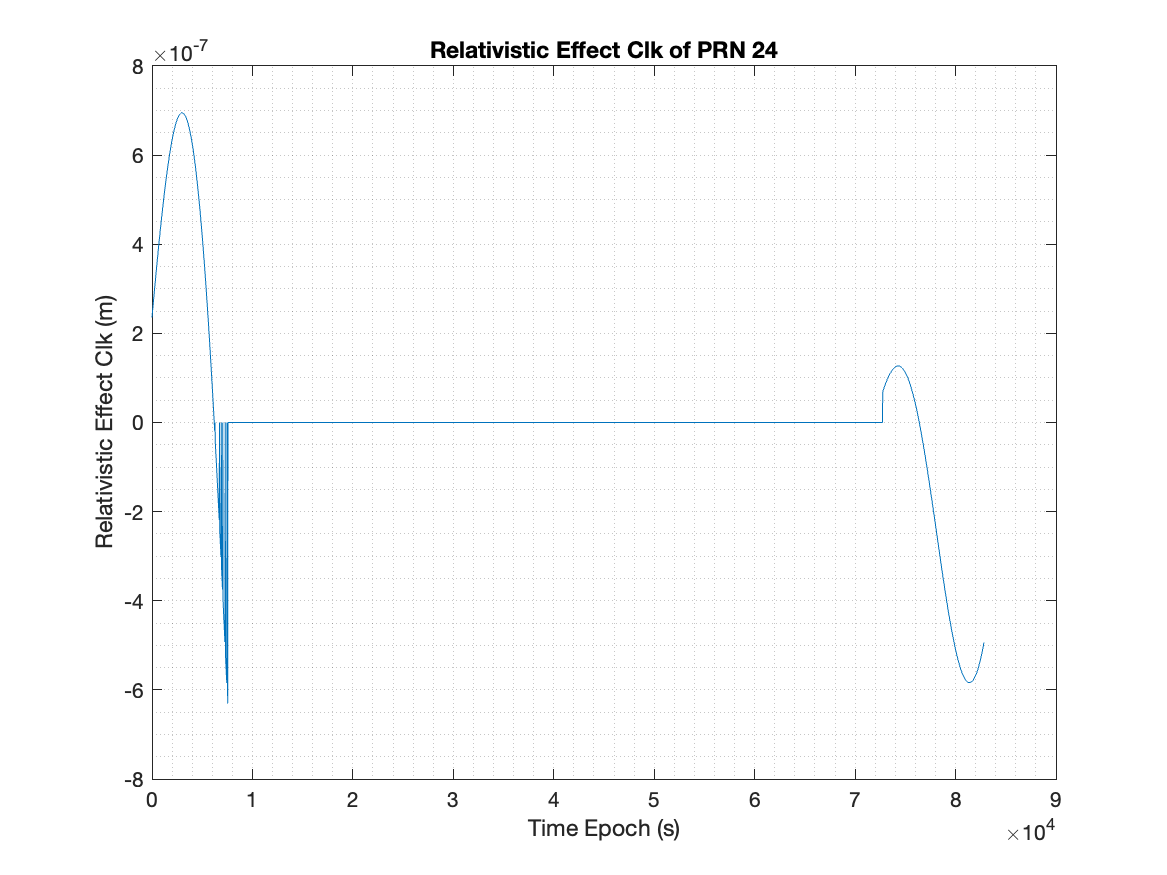 ×10⁻⁷
Relativistic Effect Clk of PRN 24
8
6
4
2
0
-2
-4
-6
-8
Relativistic Effect Clk (m)
0 1 2 3 4 5 6 7 8 9
Time Epoch (s)
×10⁴